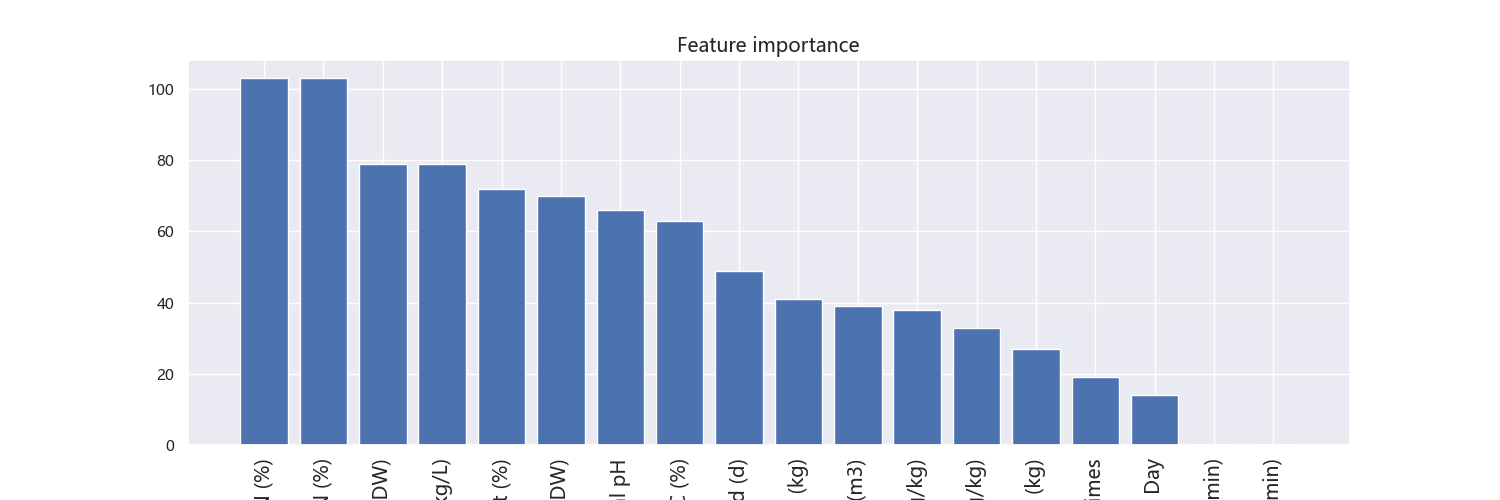 Feature importance
100
80
60
40
20
0
(%)
(%)
DW)
kg/L)
(%)
DW)
pH
(%)
(d)
(kg)
(m3)
/kg)
/kg)
(kg)
Day
min)
min)